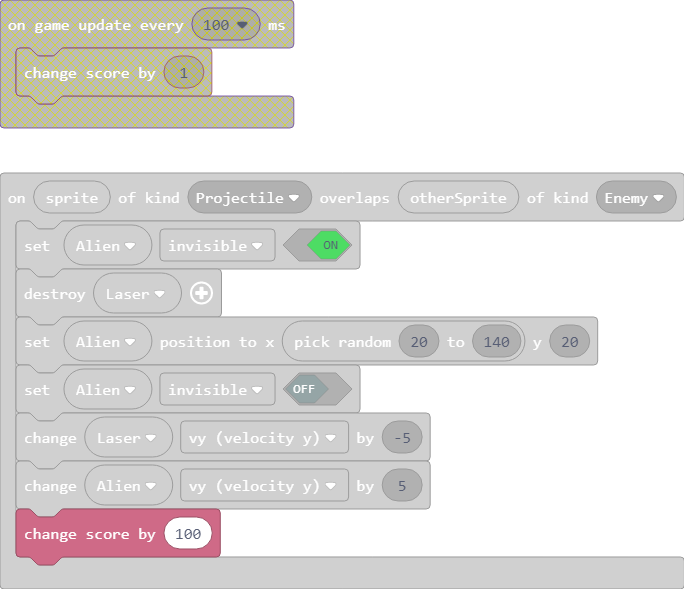 on game update every 100 ms
change score by 1
on sprite of kind Projectile overlaps otherSprite of kind Enemy
set Alien invisible ON
destroy Laser
set Alien position to x pick random 20 to 140 y 20
set Alien invisible OFF
change Laser vy (velocity y) by -5
change Alien vy (velocity y) by 5
change score by 100